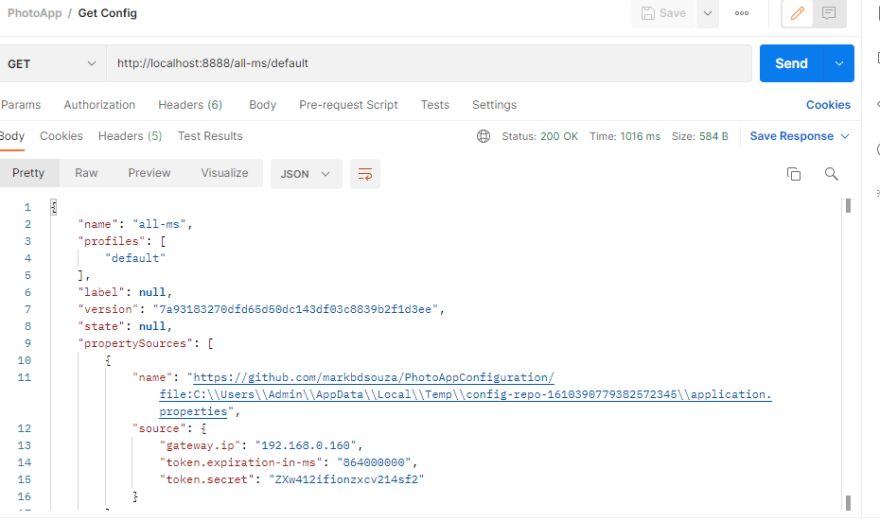 PhotoApp / Get Config
Save
GET
http://localhost:8888/all-ms/default
Send
Params Authorization Headers (6) Body Pre-request Script Tests Settings Cookies
Body Cookies Headers (5) Test Results Status: 200 OK Time: 1016 ms Size: 584 B Save Response
Pretty Raw Preview Visualize JSON
1 {
2 "name": "all-ms",
3 "profiles": [
4 "default"
5 ],
6 "label": null,
7 "version": "7a93183270dfd65d50dc143df03c8839b2f1d3ee",
8 "state": null,
9 "propertySources": [
10 {
11 "name": "https://github.com/markbdsouza/PhotoAppConfiguration/
file:C:\\Users\\Admin\\AppData\\Local\\Temp\\config-repo-1610390779382572345\\application.
properties",
12 "source": {
13 "gateway.ip": "192.168.0.160",
14 "token.expiration-in-ms": "864000000",
15 "token.secret": "ZXw412ifionzxcv214sf2"
16 }